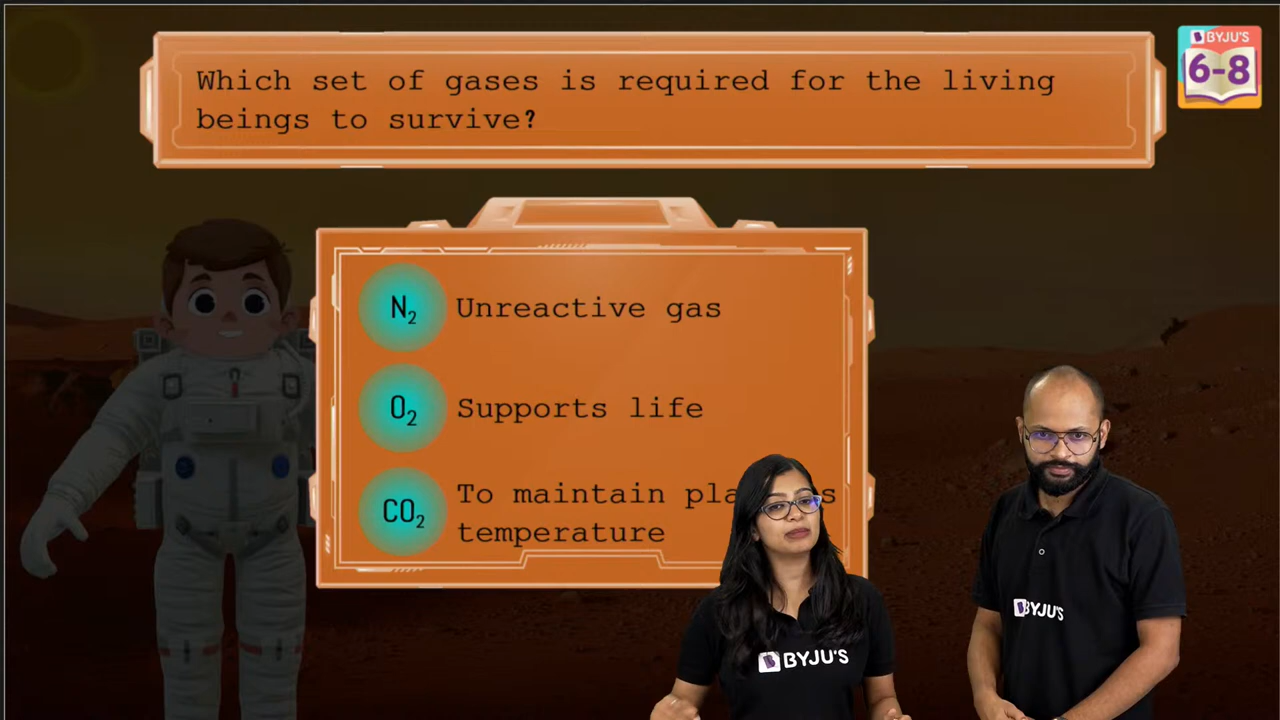 Which set of gases is required for the living
beings to survive?
BYJU'S
6-8
N₂ Unreactive gas
O₂ Supports life
CO₂ To maintain
temperature
BYJU'S
BYJU'S